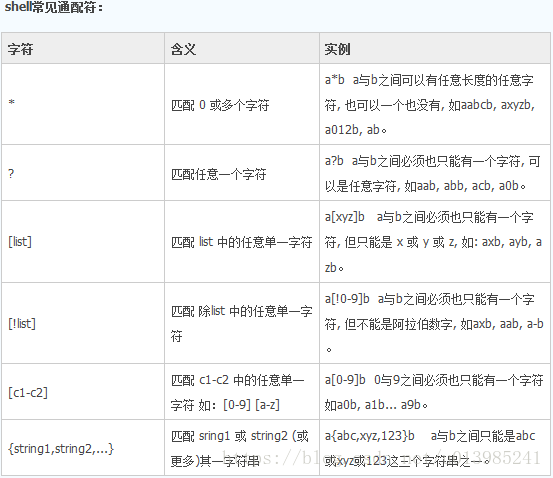 shell常见通配符：
字符 含义 实例
* 匹配 0 或多个字符 a*b a与b之间可以有任意长度的任意字
符, 也可以一个也没有, 如aabcb, axyzb,
a012b, ab。
? 匹配任意一个字符 a?b a与b之间必须也只能有一个字符, 可
以是任意字符, 如aab, abb, acb, a0b。
[list] 匹配 list 中的任意单一字符 a[xyz]b a与b之间必须也只能有一个字
符, 但只能是 x 或 y 或 z, 如: axb, ayb, a
zb。
[!list] 匹配 除list 中的任意单一字
符 a[!0-9]b a与b之间必须也只能有一个字
符, 但不能是阿拉伯数字, 如axb, aab, a-b
。
[c1-c2] 匹配 c1-c2 中的任意单一
字符 如：[0-9] [a-z] a[0-9]b 0与9之间必须也只能有一个字符
如a0b, a1b... a9b。
{string1,string2,...} 匹配 sring1 或 string2 (或
更多)其一字符串 a{abc,xyz,123}b a与b之间只能是abc
或xyz或123这三个字符串之一。